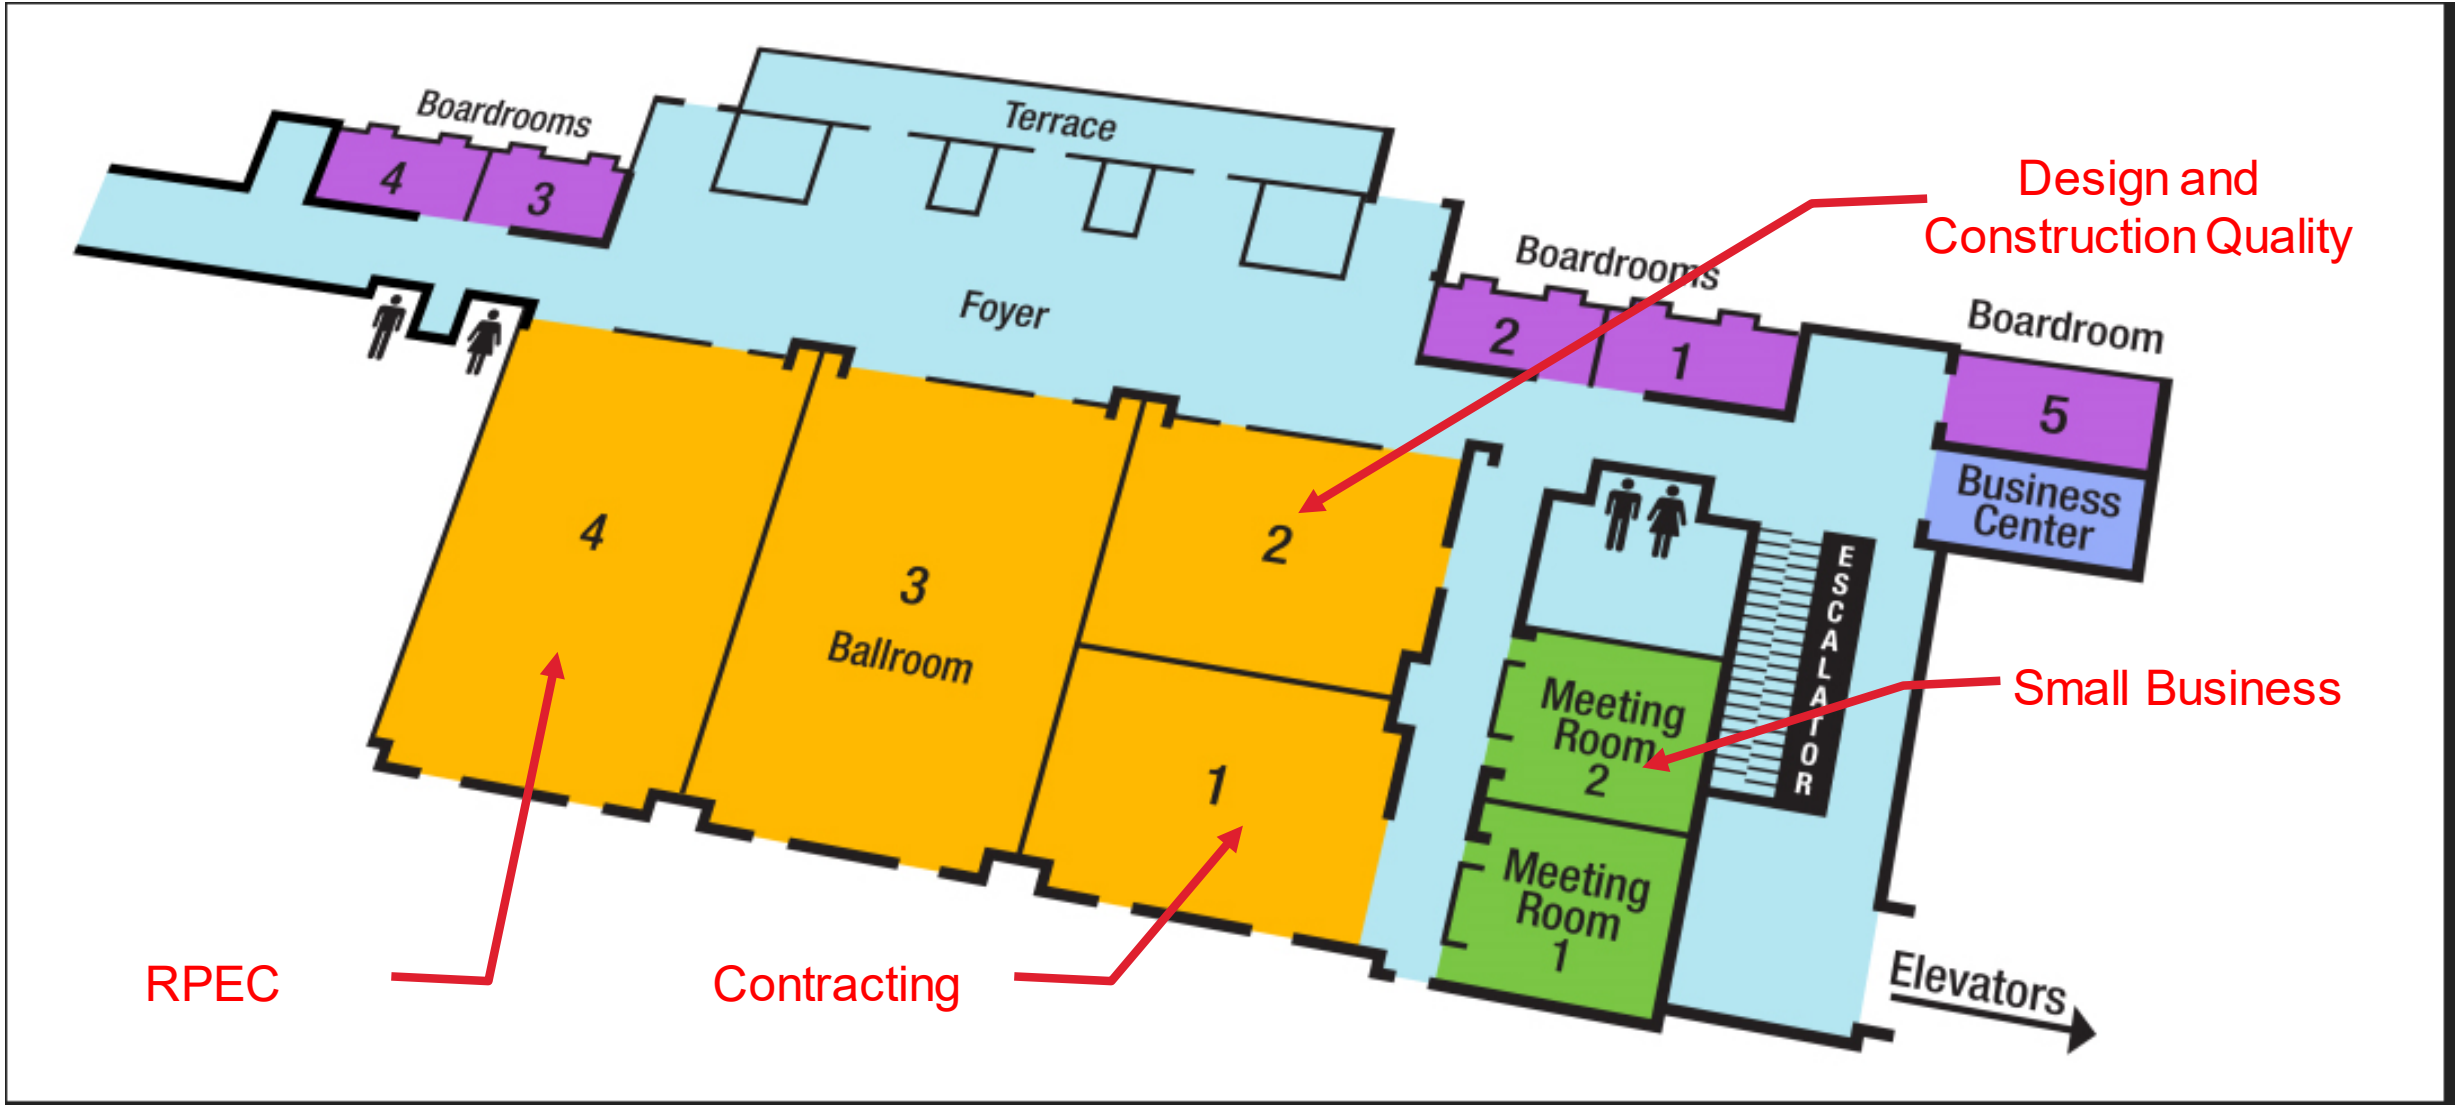 Boardrooms
4
3
Terrace
Foyer
Design and
Construction Quality
Boardrooms
2
1
Boardroom
5
Business
Center
4
3
Ballroom
2
1
ESCALATOR
Meeting
Room
2
Small Business
Meeting
Room
1
RPEC
Contracting
Elevators